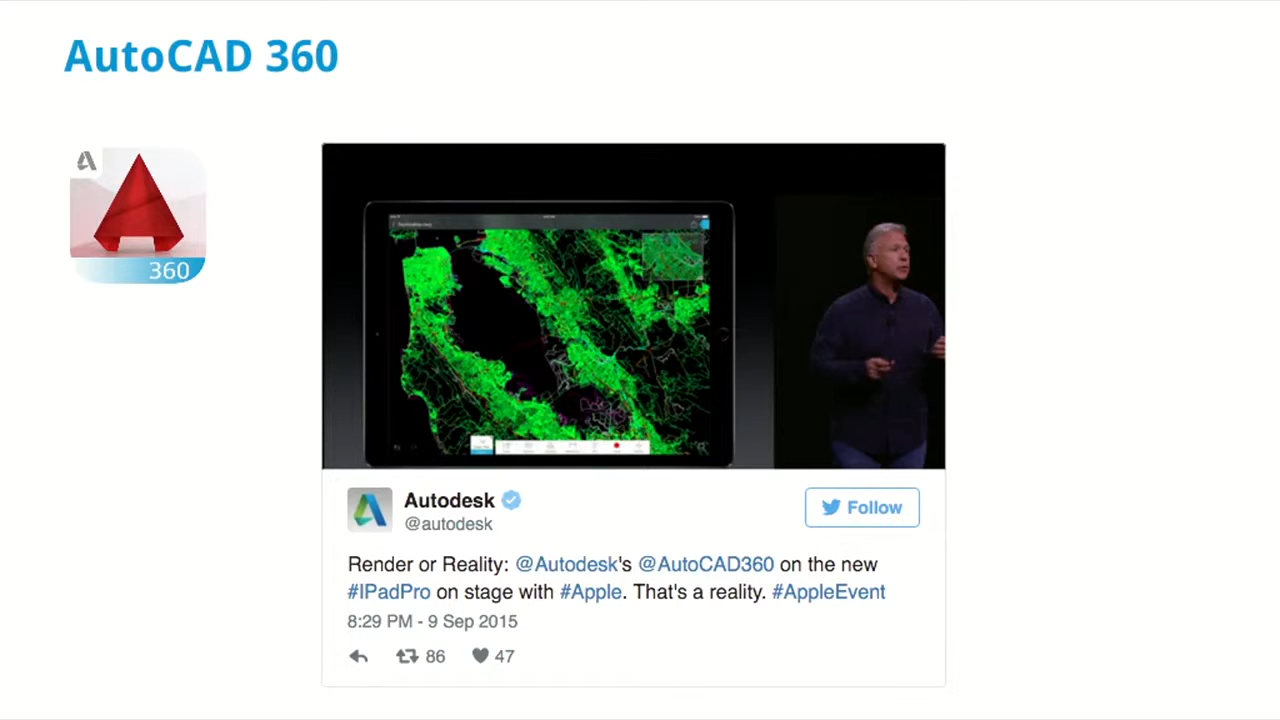 AutoCAD 360
360
Autodesk
@autodesk
Follow
Render or Reality: @Autodesk's @AutoCAD360 on the new
#IPadPro on stage with #Apple. That's a reality. #AppleEvent
8:29 PM - 9 Sep 2015
86 47